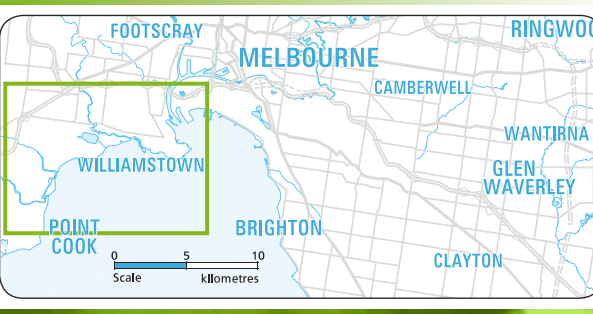 FOOTSCRAY
RINGWOO
MELBOURNE
CAMBERWELL
WANTIRNA
WILLIAMSTOWN
GLEN
WAVERLEY
POINT
COOK
BRIGHTON
CLAYTON
0 5 10
Scale kilometres